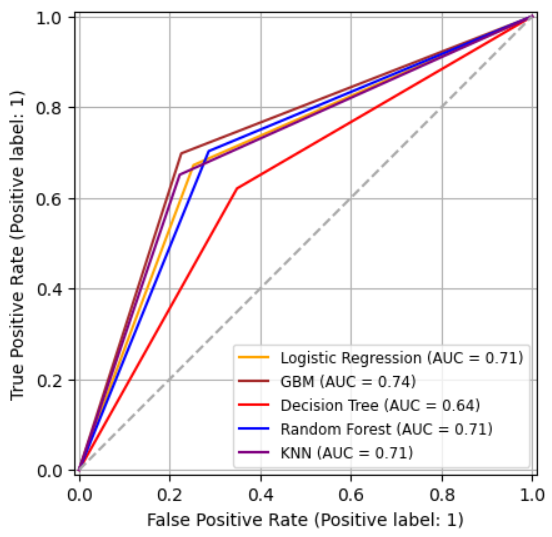 1.0
0.8
0.6
0.4
0.2
0.0
True Positive Rate (Positive label: 1)
Logistic Regression (AUC = 0.71)
GBM (AUC = 0.74)
Decision Tree (AUC = 0.64)
Random Forest (AUC = 0.71)
KNN (AUC = 0.71)
0.0 0.2 0.4 0.6 0.8 1.0
False Positive Rate (Positive label: 1)